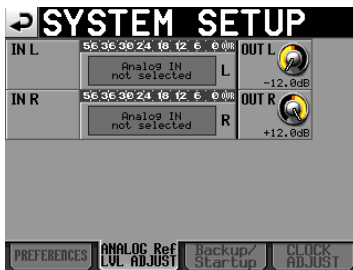 SYSTEM SETUP
IN L
56 36 30 24 18 12 6 0 OVR
OUT L
Analog IN
not selected
L
-12.0dB
IN R
56 36 30 24 18 12 6 0 OVR
OUT R
Analog IN
not selected
R
+12.0dB
PREFERENCES
ANALOG Ref
LVL ADJUST
Backup/
Startup
CLOCK
ADJUST